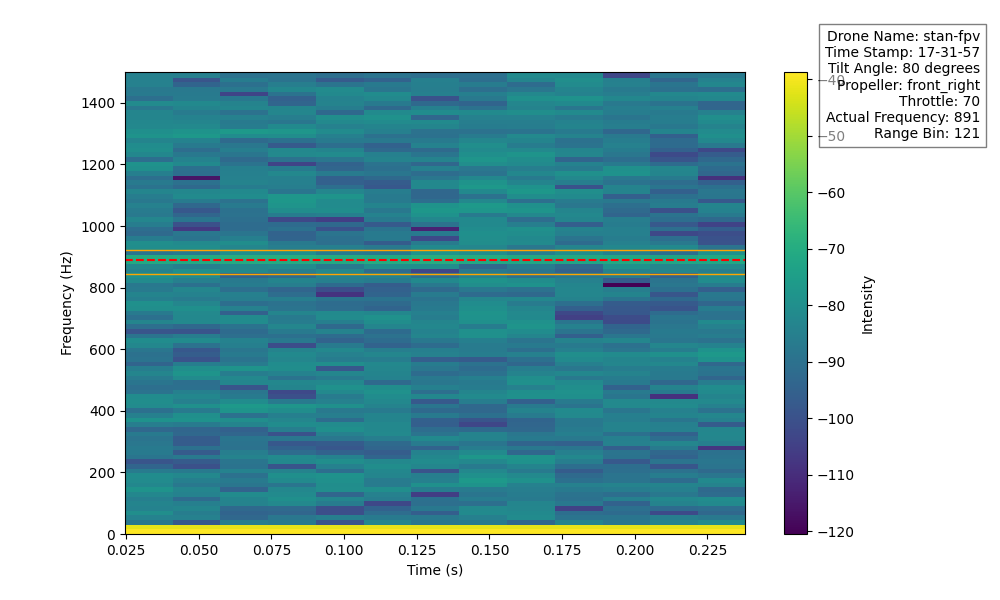 Drone Name: stan-fpv
Time Stamp: 17-31-57
Tilt Angle: 80 degrees
Propeller: front_right
Throttle: 70
Actual Frequency: 891
Range Bin: 121
1400
1200
1000
800
600
400
200
0
Frequency (Hz)
0.025
0.050
0.075
0.100
0.125
0.150
0.175
0.200
0.225
Time (s)
−40
−50
−60
−70
−80
−90
−100
−110
−120
Intensity